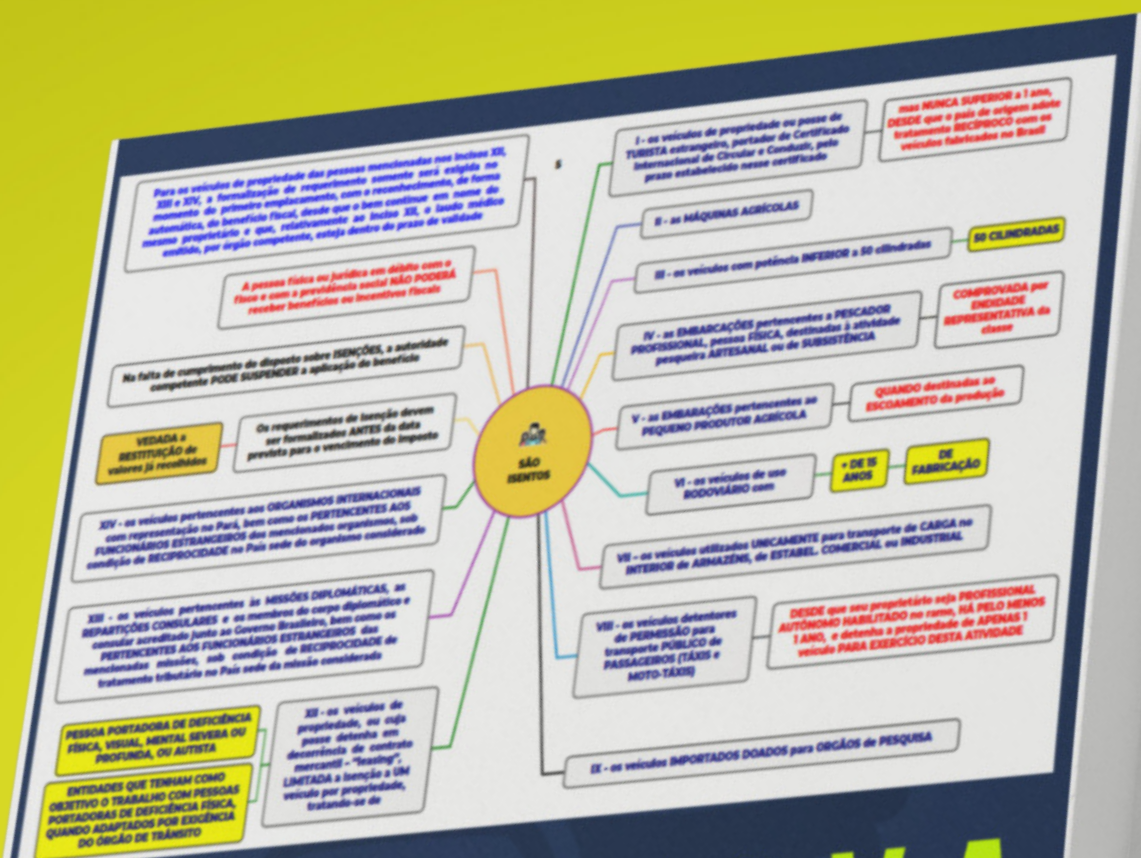 Para os veículos de propriedade das pessoas mencionadas nos incisos XII,
XIII e XIV, a formalização de requerimento somente será exigida no
momento do primeiro emplacamento, com o reconhecimento, de forma
automática, do benefício fiscal, desde que o bem continue em nome do
mesmo proprietário e que, relativamente ao inciso XII, o laudo médico
emitido, por órgão competente, esteja dentro do prazo de validade
A pessoa física ou jurídica em débito com o
fisco e com a previdência social NÃO PODERÁ
receber benefícios ou incentivos fiscais
Na falta de cumprimento do disposto sobre ISENÇÕES, a autoridade
competente PODE SUSPENDER a aplicação do benefício
VEDADA a
RESTITUIÇÃO de
valores já recolhidos
Os requerimentos de isenção devem
ser formalizados ANTES da data
prevista para o vencimento do imposto
XIV - os veículos pertencentes aos ORGANISMOS INTERNACIONAIS
com representação no Pará, bem como os PERTENCENTES AOS
FUNCIONÁRIOS ESTRANGEIROS dos mencionados organismos, sob
condição de RECIPROCIDADE no País sede do organismo considerado
XIII - os veículos pertencentes às MISSÕES DIPLOMÁTICAS, as
REPARTIÇÕES CONSULARES e os membros do corpo diplomático e
consular acreditado junto ao Governo Brasileiro, bem como os
PERTENCENTES AOS FUNCIONÁRIOS ESTRANGEIROS das
mencionadas missões, sob condição de RECIPROCIDADE de
tratamento tributário no País sede da missão considerada
PESSOA PORTADORA DE DEFICIÊNCIA
FÍSICA, VISUAL, MENTAL SEVERA OU
PROFUNDA, OU AUTISTA
ENTIDADES QUE TENHAM COMO
OBJETIVO O TRABALHO COM PESSOAS
PORTADORAS DE DEFICIÊNCIA FÍSICA,
QUANDO ADAPTADOS POR EXIGÊNCIA
DO ÓRGÃO DE TRÂNSITO
XII - os veículos de
propriedade, ou cuja
posse detenha em
decorrência de contrato
mercantil - "leasing",
LIMITADA a isenção a UM
veículo por propriedade,
tratando-se de
SÃO
ISENTOS
I - os veículos de propriedade ou posse de
TURISTA estrangeiro, portador de Certificado
Internacional de Circular e Conduzir, pelo
prazo estabelecido nesse certificado
mas NUNCA SUPERIOR a 1 ano,
DESDE que o país de origem adote
tratamento RECÍPROCO com os
veículos fabricados no Brasil
II - as MÁQUINAS AGRÍCOLAS
III - os veículos com potência INFERIOR a 50 cilindradas
50 CILINDRADAS
IV - as EMBARCAÇÕES pertencentes a PESCADOR
PROFISSIONAL, pessoa FÍSICA, destinadas à atividade
pesqueira ARTESANAL ou de SUBSISTÊNCIA
COMPROVADA por
ENDIDADE
REPRESENTATIVA da
classe
V - as EMBARAÇÕES pertencentes ao
PEQUENO PRODUTOR AGRÍCOLA
QUANDO destinadas ao
ESCOAMENTO da produção
VI - os veículos de uso
RODOVIÁRIO com
+ DE 15
ANOS
DE
FABRICAÇÃO
VII - os veículos utilizados UNICAMENTE para transporte de CARGA no
INTERIOR de ARMAZÉNS, de ESTABEL. COMERCIAL ou INDUSTRIAL
VIII - os veículos detentores
de PERMISSÃO para
transporte PÚBLICO de
PASSAGEIROS (TÁXIS e
MOTO-TÁXIS)
DESDE que seu proprietário seja PROFISSIONAL
AUTÔNOMO HABILITADO no ramo, HÁ PELO MENOS
1 ANO, e detenha a propriedade de APENAS 1
veículo PARA EXERCÍCIO DESTA ATIVIDADE
IX - os veículos IMPORTADOS DOADOS para ORGÃOS de PESQUISA